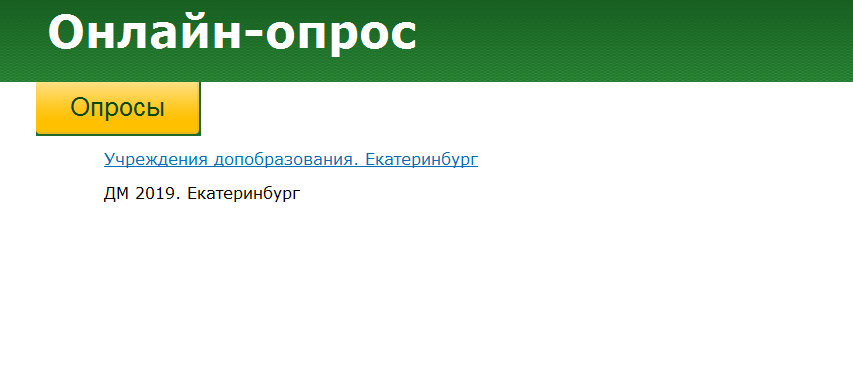 Онлайн-опрос
Опросы
Учреждения допобразования. Екатеринбург
ДМ 2019. Екатеринбург